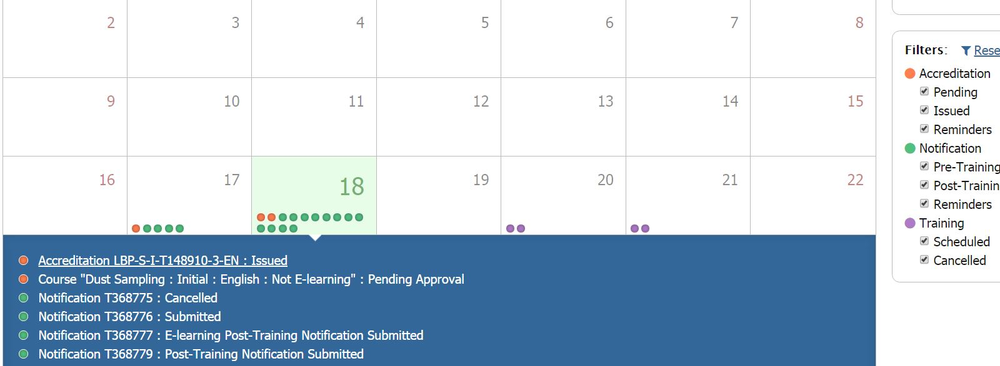 2 3 4 5 6 7 8
9 10 11 12 13 14 15
16 17 18 19 20 21 22
Accreditation LBP-S-I-T148910-3-EN : Issued
Course "Dust Sampling : Initial : English : Not E-learning" : Pending Approval
Notification T368775 : Cancelled
Notification T368776 : Submitted
Notification T368777 : E-learning Post-Training Notification Submitted
Notification T368779 : Post-Training Notification Submitted
Filters: Rese
Accreditation
Pending
Issued
Reminders
Notification
Pre-Training
Post-Trainin
Reminders
Training
Scheduled
Cancelled